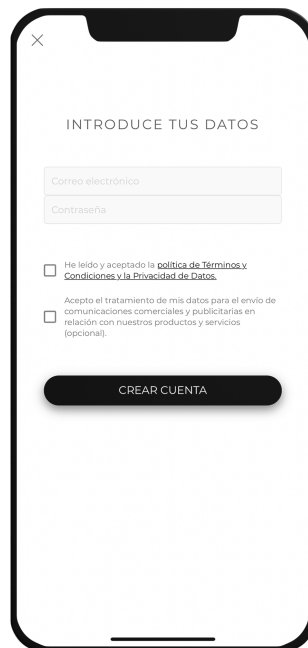 INTRODUCE TUS DATOS
Correo electrónico
Contraseña
He leído y aceptado la política de Términos y
Condiciones y la Privacidad de Datos.
Acepto el tratamiento de mis datos para el envío de
comunicaciones comerciales y publicitarias en
relación con nuestros productos y servicios
(opcional).
CREAR CUENTA